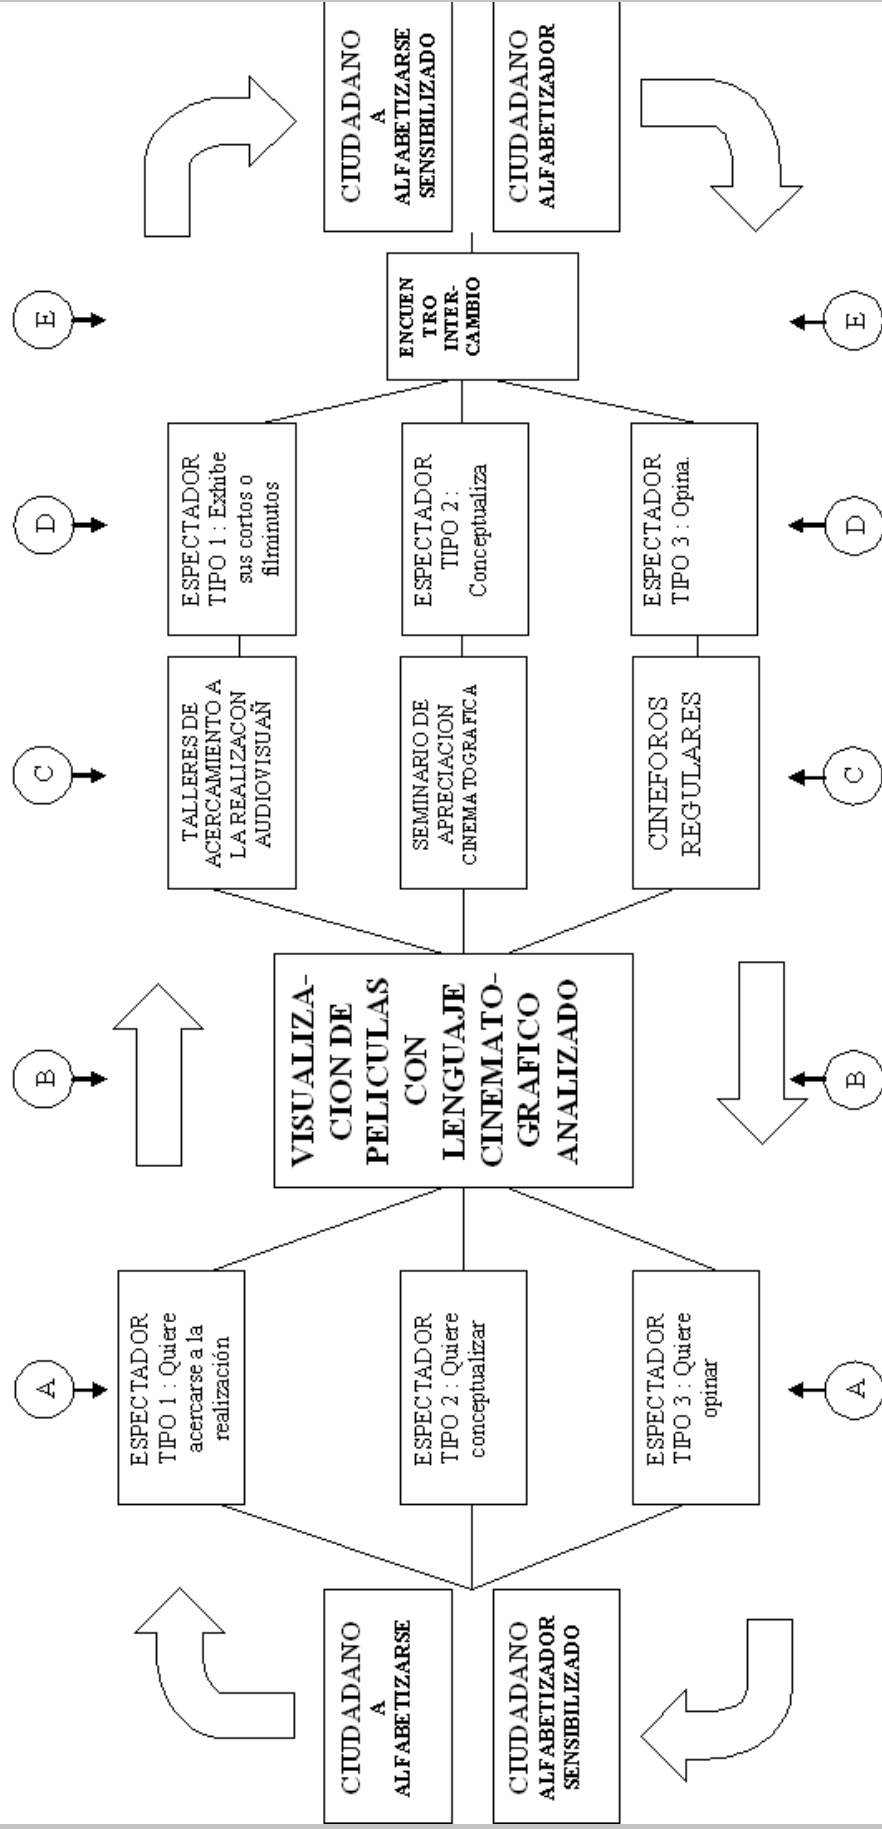 A
B
C
D
E
CIUDADANO
A
ALFABETIZARSE
CIUDADANO
ALFABETIZADOR
SENSIBILIZADO
ESPECTADOR
TIPO 1 : Quiere
acercarse a la
realización
ESPECTADOR
TIPO 2 : Quiere
conceptualizar
ESPECTADOR
TIPO 3 : Quiere
opinar
VISUALIZA-
CION DE
PELICULAS
CON
LENGUAJE
CINEMATO-
GRAFICO
ANALIZADO
TALLERES DE
ACERCAMIENTO A
LA REALIZACON
AUDIOVISUAÑ
SEMINARIO DE
APRECIACION
CINEMATOGRAFICA
CINEFOROS
REGULARES
ESPECTADOR
TIPO 1 : Exhibe
sus cortos o
filminutos
ESPECTADOR
TIPO 2 :
Conceptualiza
ESPECTADOR
TIPO 3 : Opina.
ENCUEN
TRO
INTER-
CAMBIO
CIUDADANO
A
ALFABETIZARSE
SENSIBILIZADO
CIUDADANO
ALFABETIZADOR
A
B
C
D
E